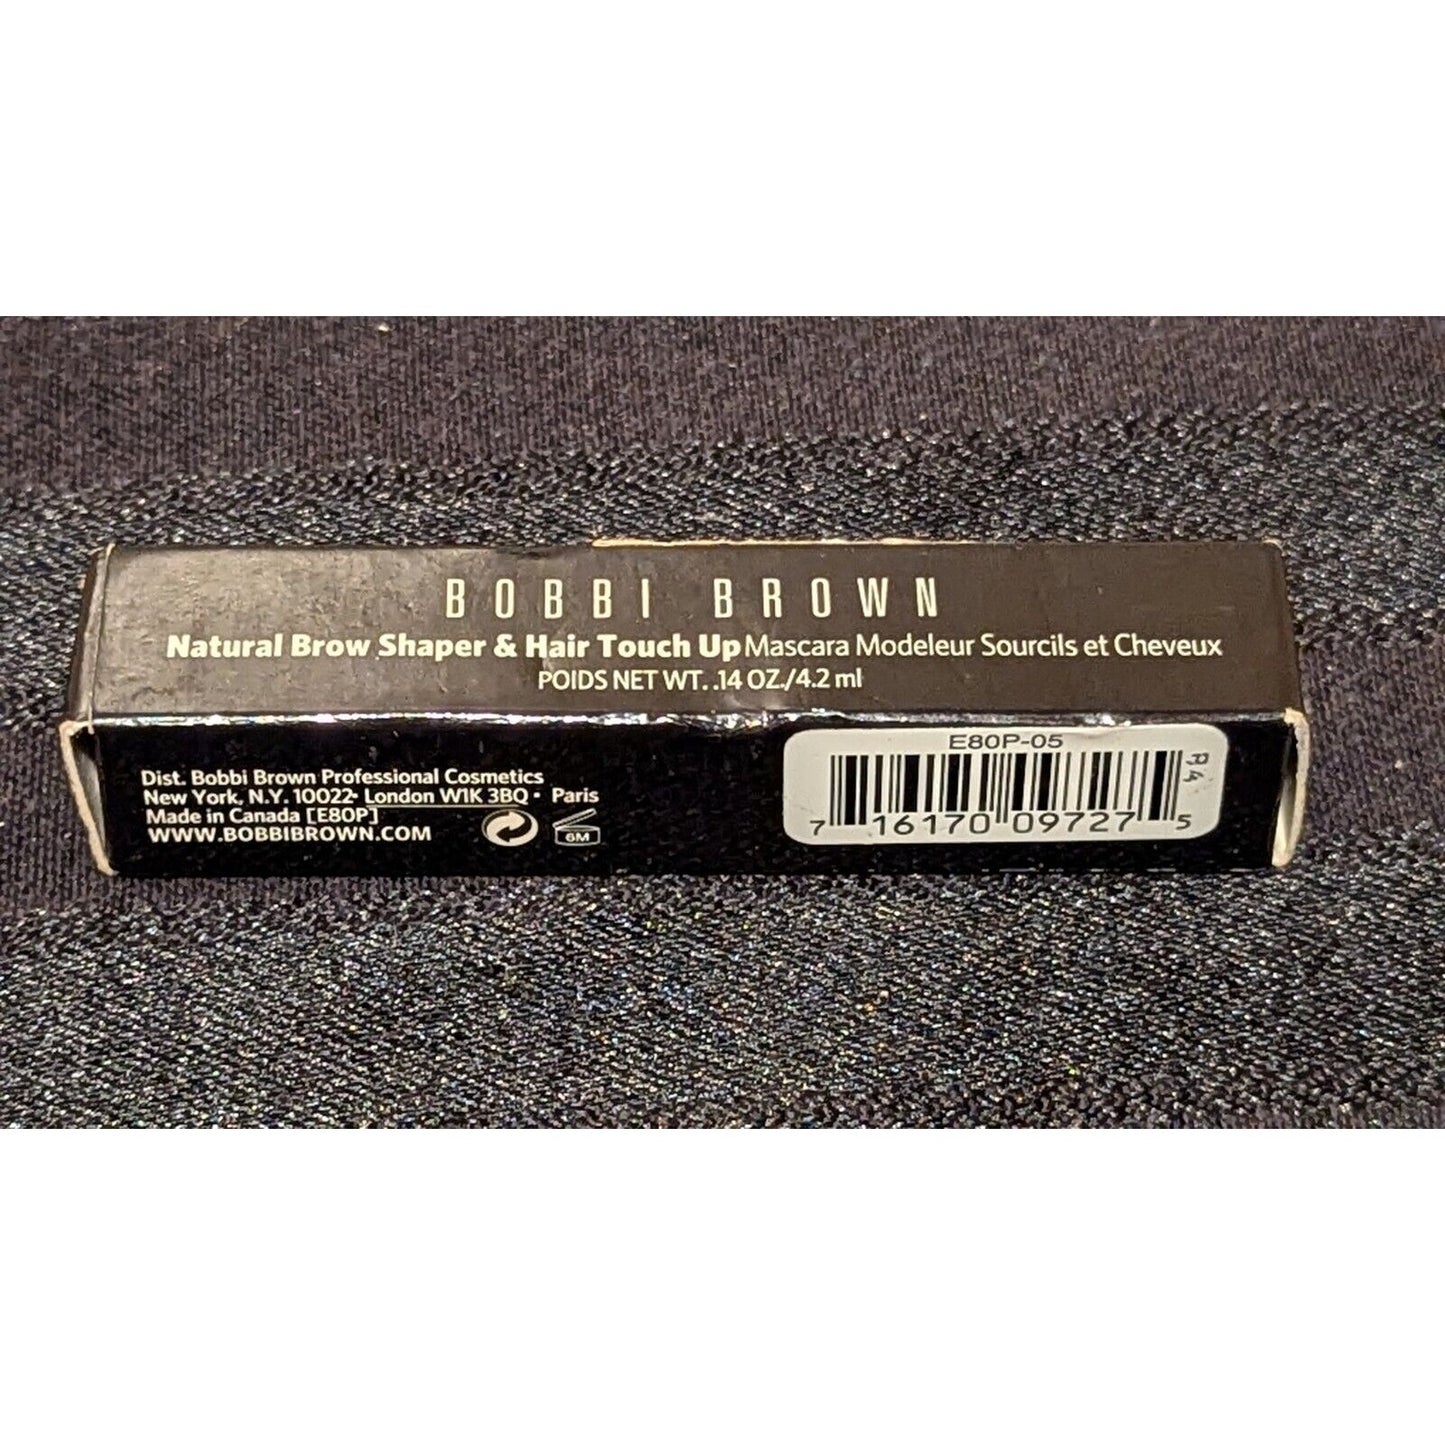 BOBBI BROWN
Natural Brow Shaper & Hair Touch Up Mascara Modeleur Sourcils et Cheveux
POIDS NET WT. .14 OZ./4.2 ml
Dist. Bobbi Brown Professional Cosmetics
New York, N.Y. 10022 • London W1K 3BQ • Paris
Made in Canada [E80P]
WWW.BOBBIBROWN.COM
6M
E80P-05
R4
7 16170 09727 5